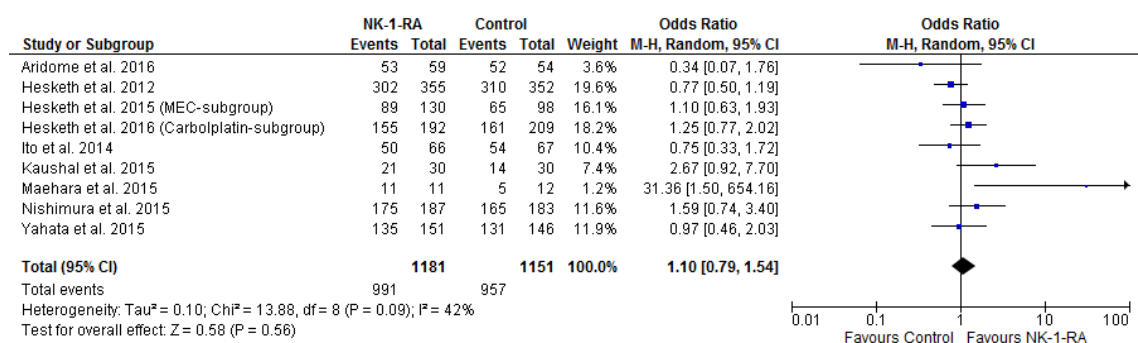 NK-1-RA Control Odds Ratio Odds Ratio
Study or Subgroup Events Total Events Total Weight M-H, Random, 95% CI M-H, Random, 95% CI
Aridome et al. 2016 53 59 52 54 3.6% 0.34 [0.07, 1.76]
Hesketh et al. 2012 302 355 310 352 19.6% 0.77 [0.50, 1.19]
Hesketh et al. 2015 (MEC-subgroup) 89 130 65 98 16.1% 1.10 [0.63, 1.93]
Hesketh et al. 2016 (Carbolplatin-subgroup) 155 192 161 209 18.2% 1.25 [0.77, 2.02]
Ito et al. 2014 50 66 54 67 10.4% 0.75 [0.33, 1.72]
Kaushal et al. 2015 21 30 14 30 7.4% 2.67 [0.92, 7.70]
Maehara et al. 2015 11 11 5 12 1.2% 31.36 [1.50, 654.16]
Nishimura et al. 2015 175 187 165 183 11.6% 1.59 [0.74, 3.40]
Yahata et al. 2015 135 151 131 146 11.9% 0.97 [0.46, 2.03]
Total (95% CI) 1181 1151 100.0% 1.10 [0.79, 1.54]
Total events 991 957
Heterogeneity: Tau² = 0.10; Chi² = 13.88, df = 8 (P = 0.09); I² = 42%
Test for overall effect: Z = 0.58 (P = 0.56)
0.01 0.1 1 10 100
Favours Control Favours NK-1-RA